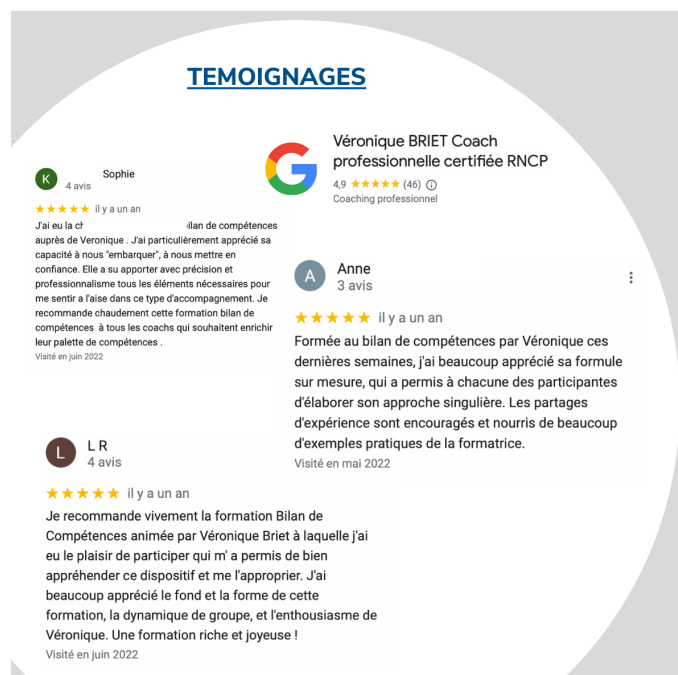 TEMOIGNAGES
Véronique BRIET Coach
professionnelle certifiée RNCP
4,9 ★★★★★ (46)
Coaching professionnel
K
Sophie
4 avis
★★★★★ il y a un an
J'ai eu la ilan de compétences
auprès de Veronique . J'ai particulièrement apprécié sa
capacité à nous "embarquer", à nous mettre en
confiance. Elle a su apporter avec précision et
professionnalisme tous les éléments nécessaires pour
me sentir a l'aise dans ce type d'accompagnement. Je
recommande chaudement cette formation bilan de
compétences à tous les coachs qui souhaitent enrichir
leur palette de compétences .
Visité en juin 2022
A
Anne
3 avis
★★★★★ il y a un an
Formée au bilan de compétences par Véronique ces
dernières semaines, j'ai beaucoup apprécié sa formule
sur mesure, qui a permis à chacune des participantes
d'élaborer son approche singulière. Les partages
d'expérience sont encouragés et nourris de beaucoup
d'exemples pratiques de la formatrice.
Visité en mai 2022
L
L R
4 avis
★★★★★ il y a un an
Je recommande vivement la formation Bilan de
Compétences animée par Véronique Briet à laquelle j'ai
eu le plaisir de participer qui m' a permis de bien
appréhender ce dispositif et me l'approprier. J'ai
beaucoup apprécié le fond et la forme de cette
formation, la dynamique de groupe, et l'enthousiasme de
Véronique. Une formation riche et joyeuse !
Visité en juin 2022